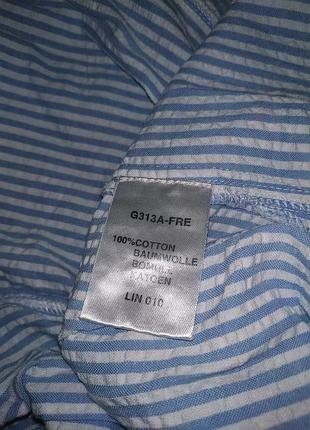 G313A-FRE
100%COTTON
BAUMWOLLE
BOMULL
KATOEN
LIN 010